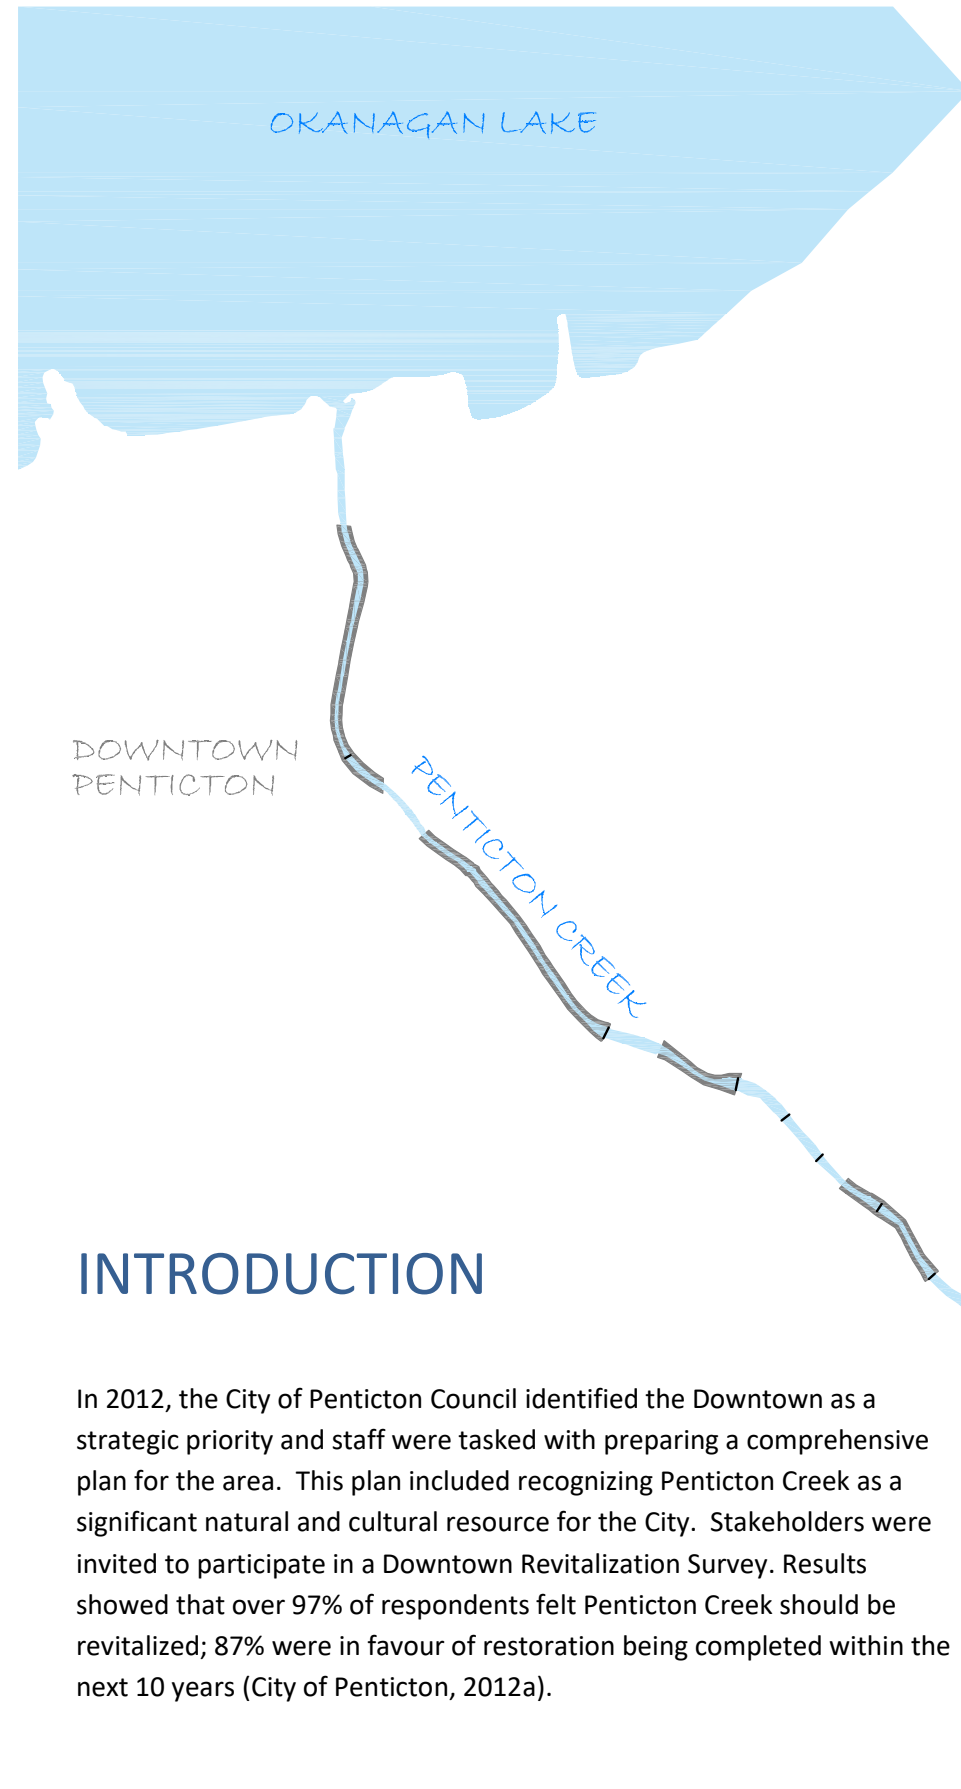 OKANAGAN LAKE
DOWNTOWN
PENTICTON
PENTICTON CREEK
INTRODUCTION
In 2012, the City of Penticton Council identified the Downtown as a
strategic priority and staff were tasked with preparing a comprehensive
plan for the area.  This plan included recognizing Penticton Creek as a
significant natural and cultural resource for the City.  Stakeholders were
invited to participate in a Downtown Revitalization Survey. Results
showed that over 97% of respondents felt Penticton Creek should be
revitalized; 87% were in favour of restoration being completed within the
next 10 years (City of Penticton, 2012a).